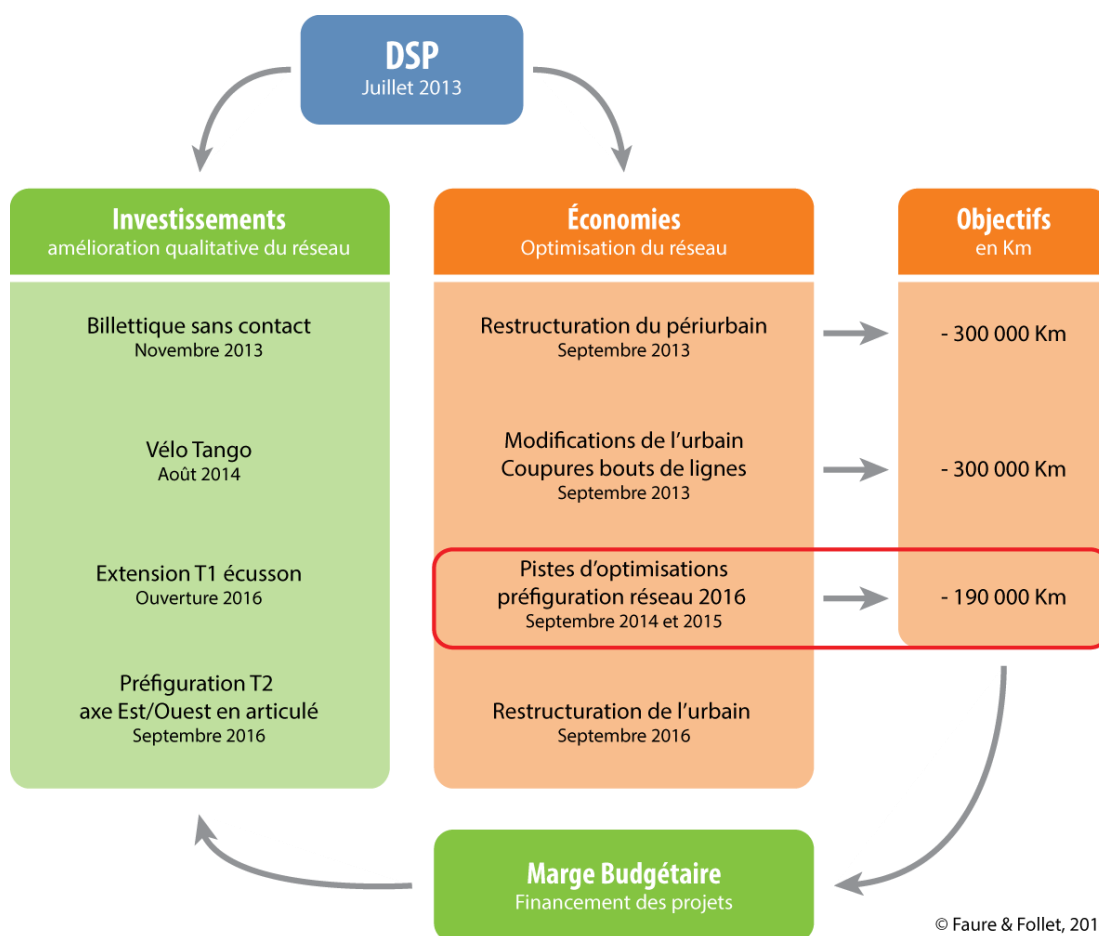 DSP
Juillet 2013
Investissements
amélioration qualitative du réseau
Billettique sans contact
Novembre 2013
Vélo Tango
Août 2014
Extension T1 écusson
Ouverture 2016
Préfiguration T2
axe Est/Ouest en articulé
Septembre 2016
Économies
Optimisation du réseau
Restructuration du périurbain
Septembre 2013
Modifications de l'urbain
Coupures bouts de lignes
Septembre 2013
Pistes d'optimisations
préfiguration réseau 2016
Septembre 2014 et 2015
Restructuration de l'urbain
Septembre 2016
Objectifs
en Km
- 300 000 Km
- 300 000 Km
- 190 000 Km
Marge Budgétaire
Financement des projets
© Faure & Follet, 201